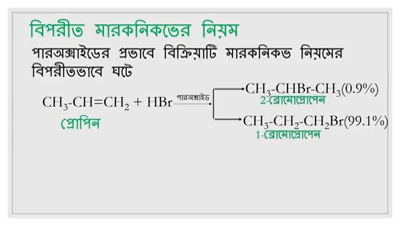 বিপরীত মারকনিকভের নিয়ম
পারঅক্সাইডের প্রভাবে বিক্রিয়াটি মারকনিকভ নিয়মের
বিপরীতভাবে ঘটে
CH₃-CHBr-CH₃(0.9%)
2-ব্রোমোপ্রোপেন
CH₃-CH=CH₂ + HBr পারঅক্সাইড
প্রোপিন
CH₃-CH₂-CH₂Br(99.1%)
1-ব্রোমোপ্রোপেন